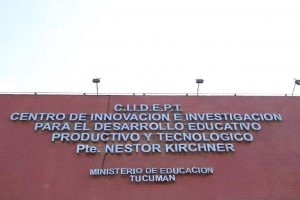 C.I.I.D.E.P.T.
CENTRO DE INNOVACION E INVESTIGACION
PARA EL DESARROLLO EDUCATIVO
PRODUCTIVO Y TECNOLOGICO
Pte. NESTOR KIRCHNER
MINISTERIO DE EDUCACION
TUCUMAN